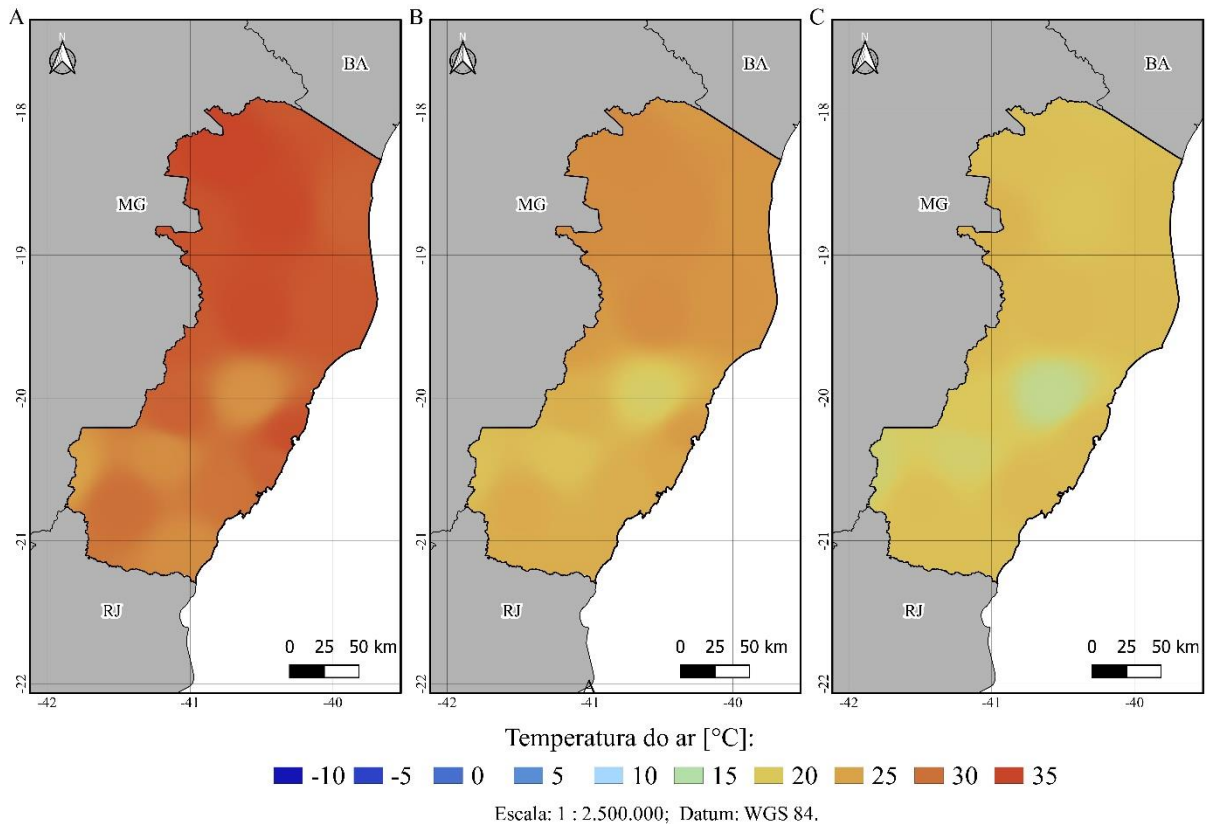 A B C
N N N
BA BA BA
-18 -18 -18
MG MG MG
-19 -19 -19
-20 -20 -20
-21 -21 -21
RJ RJ RJ
0 25 50 km 0 25 50 km 0 25 50 km
-22 -22 -22
-42 -41 -40 -42 -41 -40 -42 -41 -40
Temperatura do ar [°C]:
-10 -5 0 5 10 15 20 25 30 35
Escala: 1 : 2.500.000; Datum: WGS 84.